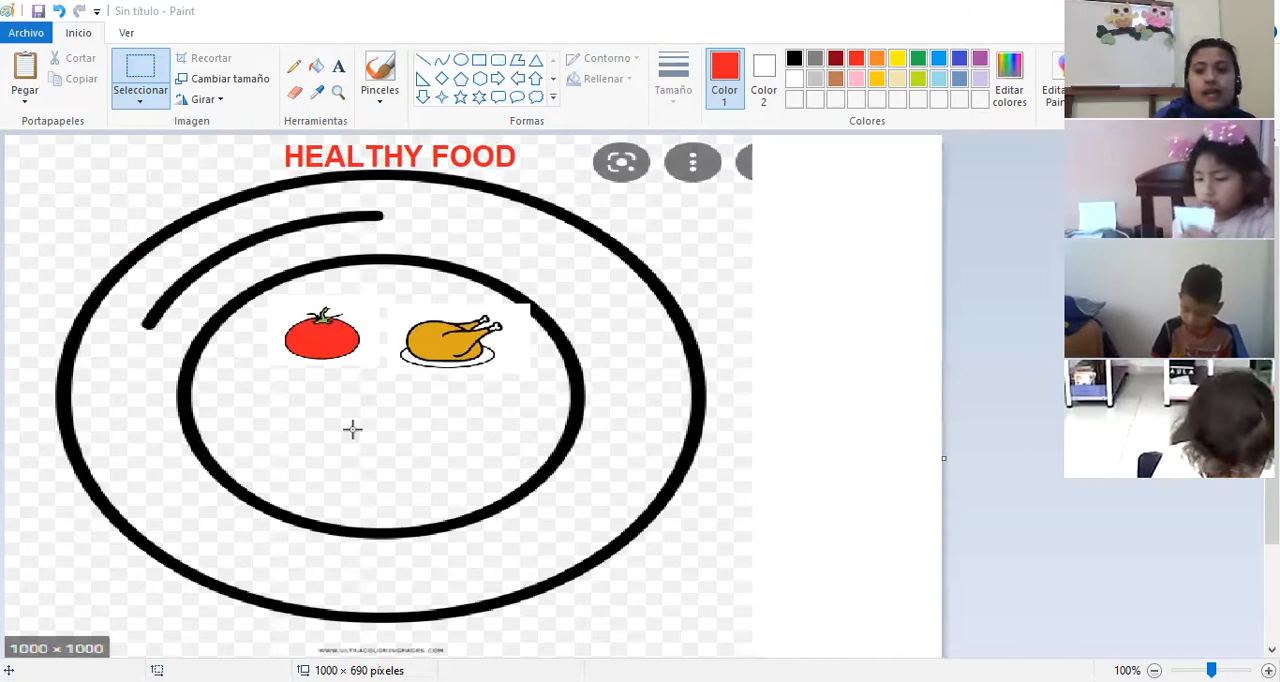 Sin título - Paint
Archivo Inicio Ver
Pegar
Cortar
Copiar
Portapapeles
Seleccionar
Recortar
Cambiar tamaño
Girar
Imagen
A
Herramientas
Pinceles
Contorno
Rellenar
Formas
Tamaño
Color 1
Color 2
Editar colores
Colores
HEALTHY FOOD
AULA
1000 × 1000
1000 × 690 píxeles
100%